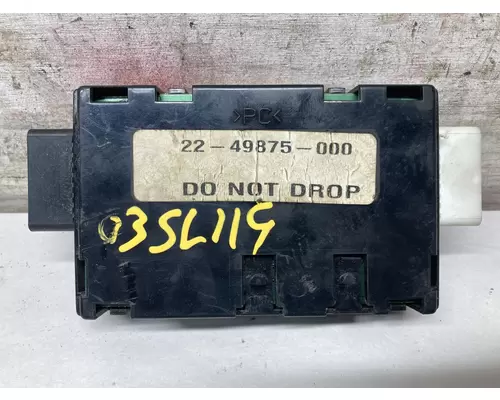 >PC<
22-49875-000
DO NOT DROP
03SL119